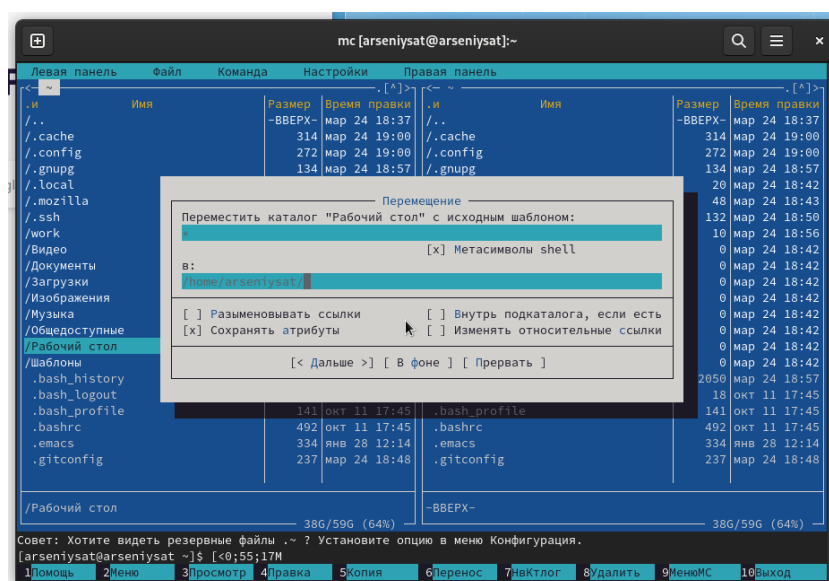 mc [arseniysat@arseniysat]:~
Левая панель Файл Команда Настройки Правая панель
<— ~ .[^]> <— ~ .[^]>
.и Имя Размер Время правки .и Имя Размер Время правки
/.. -ВВЕРХ- мар 24 18:37 /.. -ВВЕРХ- мар 24 18:37
/.cache 314 мар 24 19:00 /.cache 314 мар 24 19:00
/.config 272 мар 24 19:00 /.config 272 мар 24 19:00
/.gnupg 134 мар 24 18:57 /.gnupg 134 мар 24 18:57
/.local 20 мар 24 18:42
/.mozilla 48 мар 24 18:43
/.ssh 132 мар 24 18:50
/work 10 мар 24 18:56
/Видео 0 мар 24 18:42
/Документы 0 мар 24 18:42
/Загрузки 0 мар 24 18:42
/Изображения 0 мар 24 18:42
/Музыка 0 мар 24 18:42
/Общедоступные 0 мар 24 18:42
/Рабочий стол 0 мар 24 18:42
/Шаблоны 0 мар 24 18:42
.bash_history 2050 мар 24 18:57
.bash_logout 18 окт 11 17:45
.bash_profile 141 окт 11 17:45 .bash_profile 141 окт 11 17:45
.bashrc 492 окт 11 17:45 .bashrc 492 окт 11 17:45
.emacs 334 янв 28 12:14 .emacs 334 янв 28 12:14
.gitconfig 237 мар 24 18:48 .gitconfig 237 мар 24 18:48
Перемещение
Переместить каталог "Рабочий стол" с исходным шаблоном:
*
[x] Метасимволы shell
в:
/home/arseniysat/
[ ] Разыменовывать ссылки [ ] Внутрь подкаталога, если есть
[x] Сохранять атрибуты [ ] Изменять относительные ссылки
[< Дальше >] [ В фоне ] [ Прервать ]
/Рабочий стол -ВВЕРХ-
38G/59G (64%) 38G/59G (64%)
Совет: Хотите видеть резервные файлы .~ ? Установите опцию в меню Конфигурация.
[arseniysat@arseniysat ~]$ [<0;55;17M
1Помощь 2Меню 3Просмотр 4Правка 5Копия 6Перенос 7НвКтлог 8Удалить 9МенюМС 10Выход